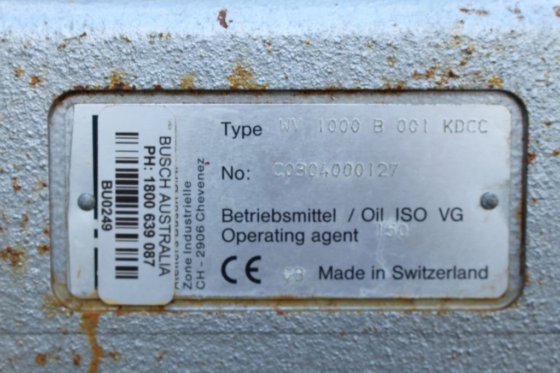 Type WV 1000 B 001 KDCC
No: C0304000127
Betriebsmittel / Oil ISO VG
Operating agent 150
CE Made in Switzerland
Zone Industrielle
CH - 2906 Chevenez
BUSCH AUSTRALIA
PH: 1800 639 087
BU0249